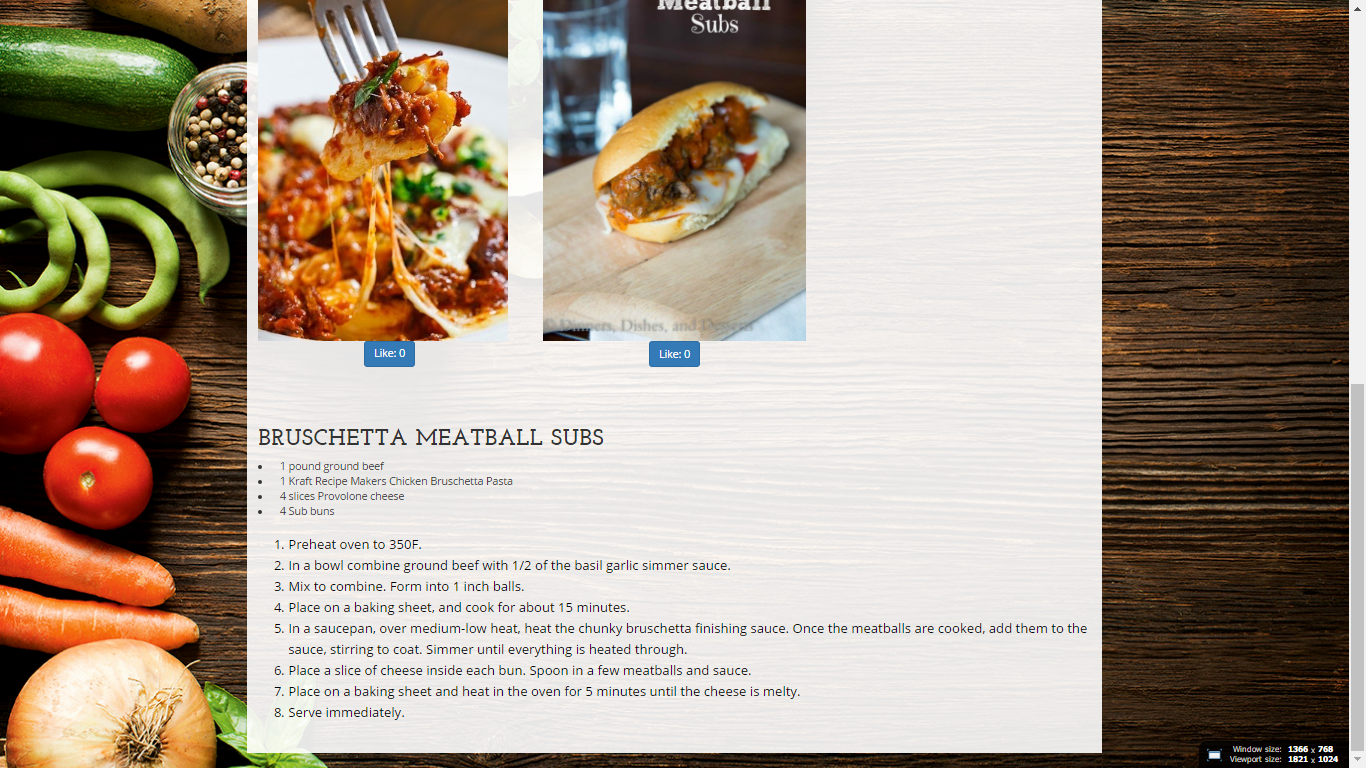 Meatball
Subs
Dinners, Dishes, and Desserts
Like: 0
Like: 0
BRUSCHETTA MEATBALL SUBS
• 1 pound ground beef
• 1 Kraft Recipe Makers Chicken Bruschetta Pasta
• 4 slices Provolone cheese
• 4 Sub buns
1. Preheat oven to 350F.
2. In a bowl combine ground beef with 1/2 of the basil garlic simmer sauce.
3. Mix to combine. Form into 1 inch balls.
4. Place on a baking sheet, and cook for about 15 minutes.
5. In a saucepan, over medium-low heat, heat the chunky bruschetta finishing sauce. Once the meatballs are cooked, add them to the
sauce, stirring to coat. Simmer until everything is heated through.
6. Place a slice of cheese inside each bun. Spoon in a few meatballs and sauce.
7. Place on a baking sheet and heat in the oven for 5 minutes until the cheese is melty.
8. Serve immediately.
Window size: 1366 x 768
Viewport size: 1821 x 1024